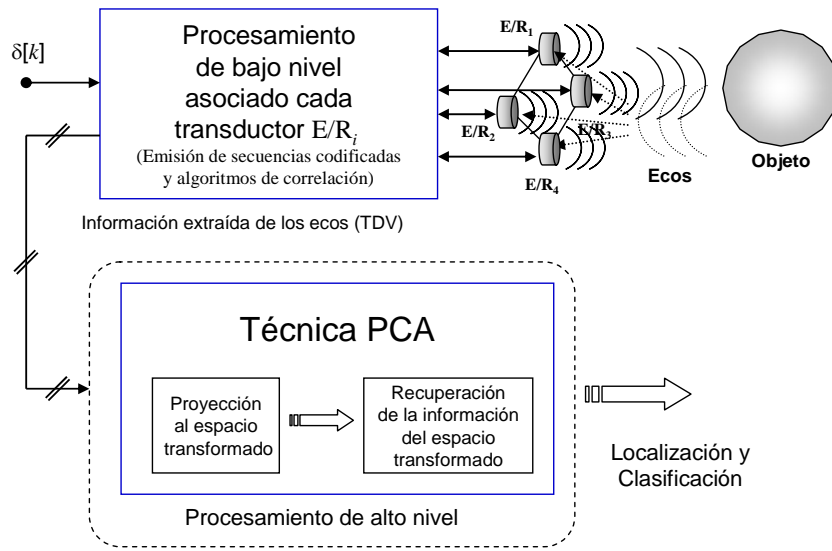 δ[k]
Procesamiento
de bajo nivel
asociado cada
transductor E/Ri
(Emisión de secuencias codificadas
y algoritmos de correlación)
E/R1
E/R2
E/R3
E/R4
Ecos
Objeto
Información extraída de los ecos (TDV)
Técnica PCA
Proyección
al espacio
transformado
Recuperación
de la información
del espacio
transformado
Procesamiento de alto nivel
Localización y
Clasificación